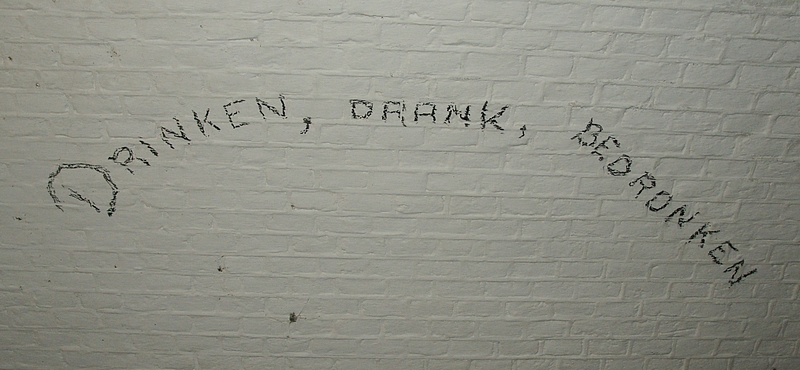 DRINKEN, DRANK, BEDRONKEN